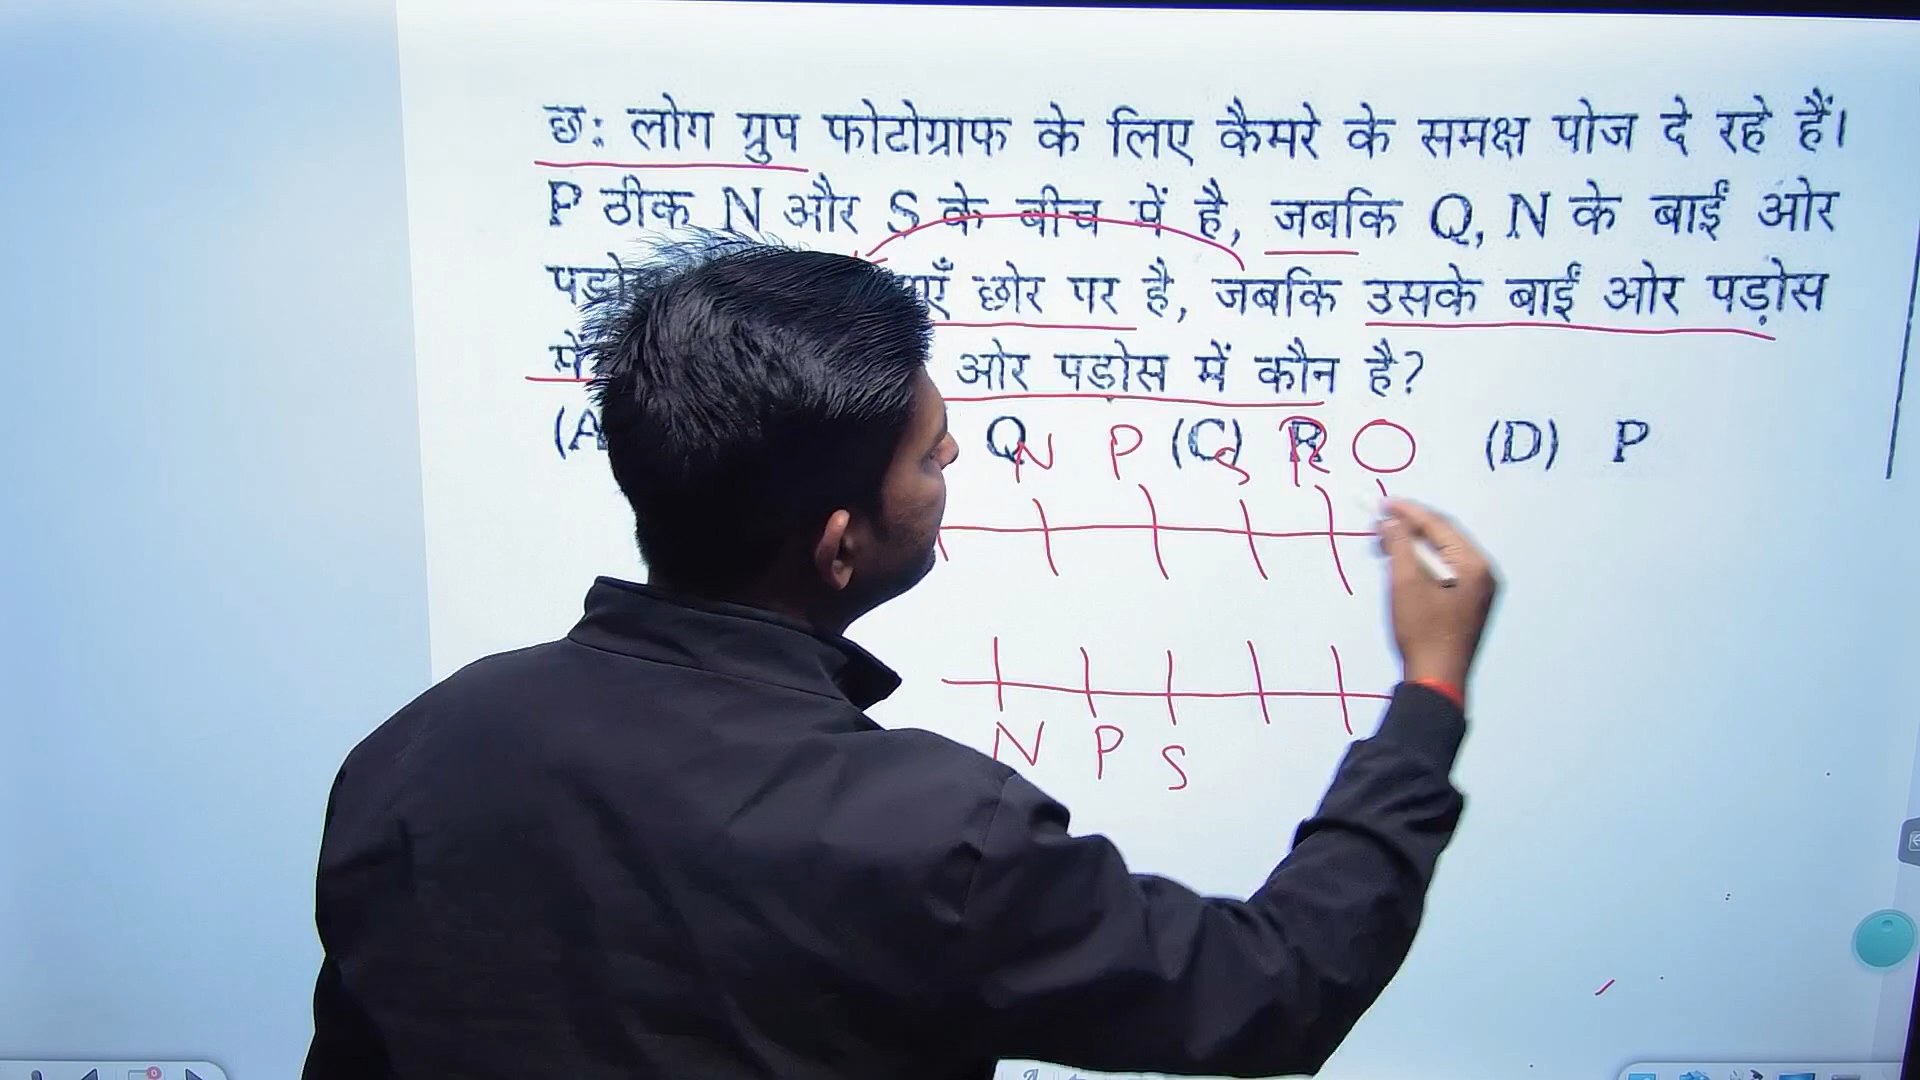 छः लोग ग्रुप फोटोग्राफ के लिए कैमरे के समक्ष पोज दे रहे हैं।
P ठीक N और S के बीच में है, जबकि Q, N के बाईं ओर
छोर पर है, जबकि उसके बाईं ओर पड़ोस
में ओर पडोस में कौन है?
(A Q (C) R (D) P
N P S R O
N P S